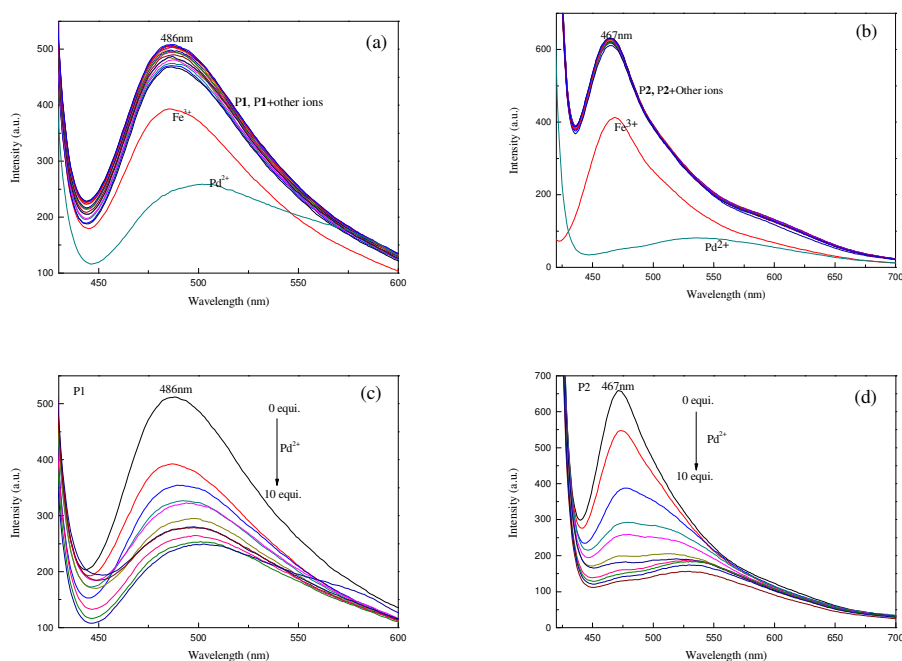 486nm
(a)
500
400
300
200
100
P1, P1+other ions
Fe3+
Pd2+
450
500
550
600
Wavelength (nm)
Intensity (a.u.)
467nm
(b)
600
400
200
0
P2, P2+Other ions
Fe3+
Pd2+
450
500
550
600
650
700
Wavelength (nm)
Intensity (a.u.)
P1
486nm
(c)
0 equi.
Pd2+
10 equi.
500
400
300
200
100
450
500
550
600
Wavelength (nm)
Intensity (a.u.)
P2
467nm
(d)
0 equi.
Pd2+
10 equi.
700
600
500
400
300
200
100
0
450
500
550
600
650
700
Wavelength (nm)
Intensity (a.u.)